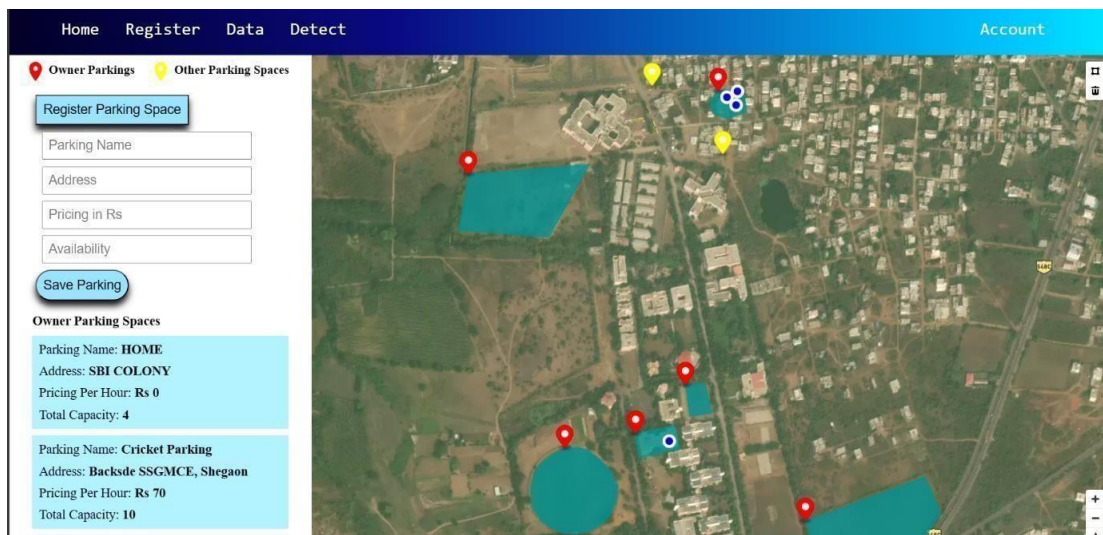 Home Register Data Detect Account
Owner Parkings Other Parking Spaces
Register Parking Space
Parking Name
Address
Pricing in Rs
Availability
Save Parking
Owner Parking Spaces
Parking Name: HOME
Address: SBI COLONY
Pricing Per Hour: Rs 0
Total Capacity: 4
Parking Name: Cricket Parking
Address: Backsde SSGMCE, Shegaon
Pricing Per Hour: Rs 70
Total Capacity: 10
548C
+
−